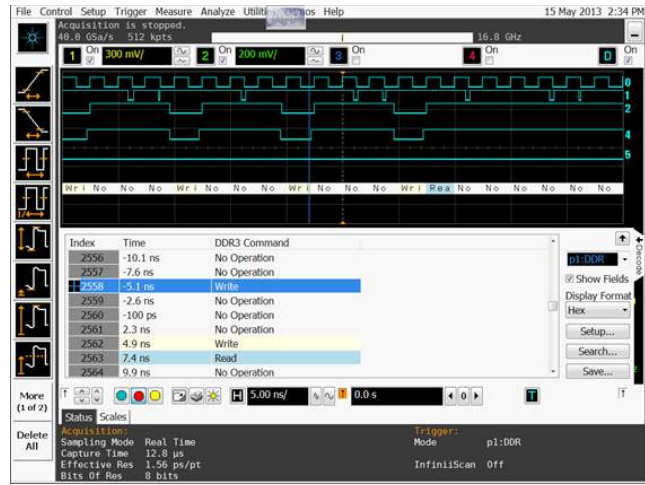 File Control Setup Trigger Measure Analyze Help 15 May 2013 2:34 PM
Acquisition is stopped.
40.0 GSa/s 512 kpts 16.8 GHz
1 On 300 mV/ 2 On 200 mV/ 3 On 4 On D On
0
1
2
4
5
Wri No No No Wri No No No Wri No No No Wri Rea No No No No No No
Index Time DDR3 Command
2556 -10.1 ns No Operation
2557 -7.6 ns No Operation
2558 -5.1 ns Write
2559 -2.6 ns No Operation
2560 -100 ps No Operation
2561 2.3 ns No Operation
2562 4.9 ns Write
2563 7.4 ns Read
2564 9.9 ns No Operation
Decode
p1:DDR
Show Fields
Display Format
Hex
Setup...
Search...
Save...
1/
More
(1 of 2)
Delete
All
H 5.00 ns/ 0.0 s 0 T
Status Scales
Acquisition:
Sampling Mode Real Time
Capture Time 12.8 µs
Effective Res 1.56 ps/pt
Bits Of Res 8 bits
Trigger:
Mode p1:DDR
InfiniiScan Off